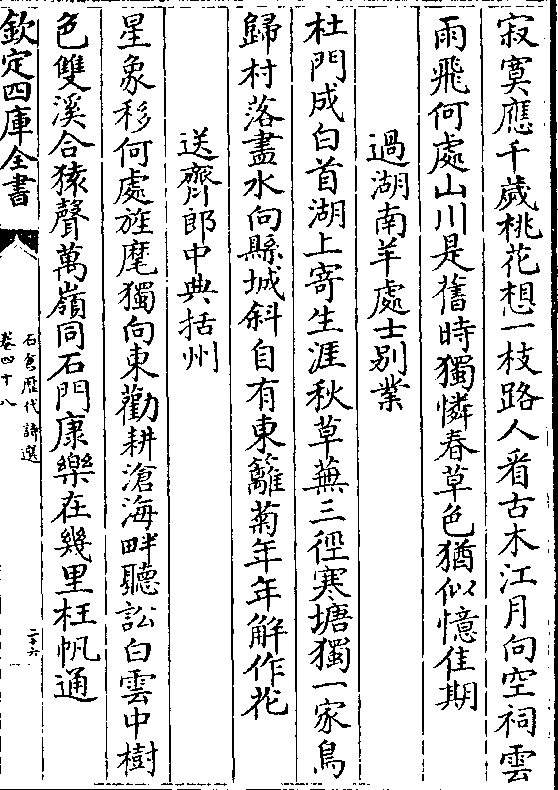 寂寞應千歲桃花想一枝路人看古木江月向空祠雲
雨飛何處山川是舊時獨憐春草色猶似憶佳期
過湖南羊處士别業
杜門成白首湖上寄生涯秋草蕪三徑寒塘獨一家鳥
歸村落盡水向縣城斜自有東籬菊年年解作花
送齊郎中典括州
星象移何處旌麾獨向東勸耕滄海畔聽訟白雲中樹
色雙溪合猿聲萬嶺同石門康樂在幾里枉帆通
欽定四庫全書
石倉歷代詩選
卷四十八
二十六